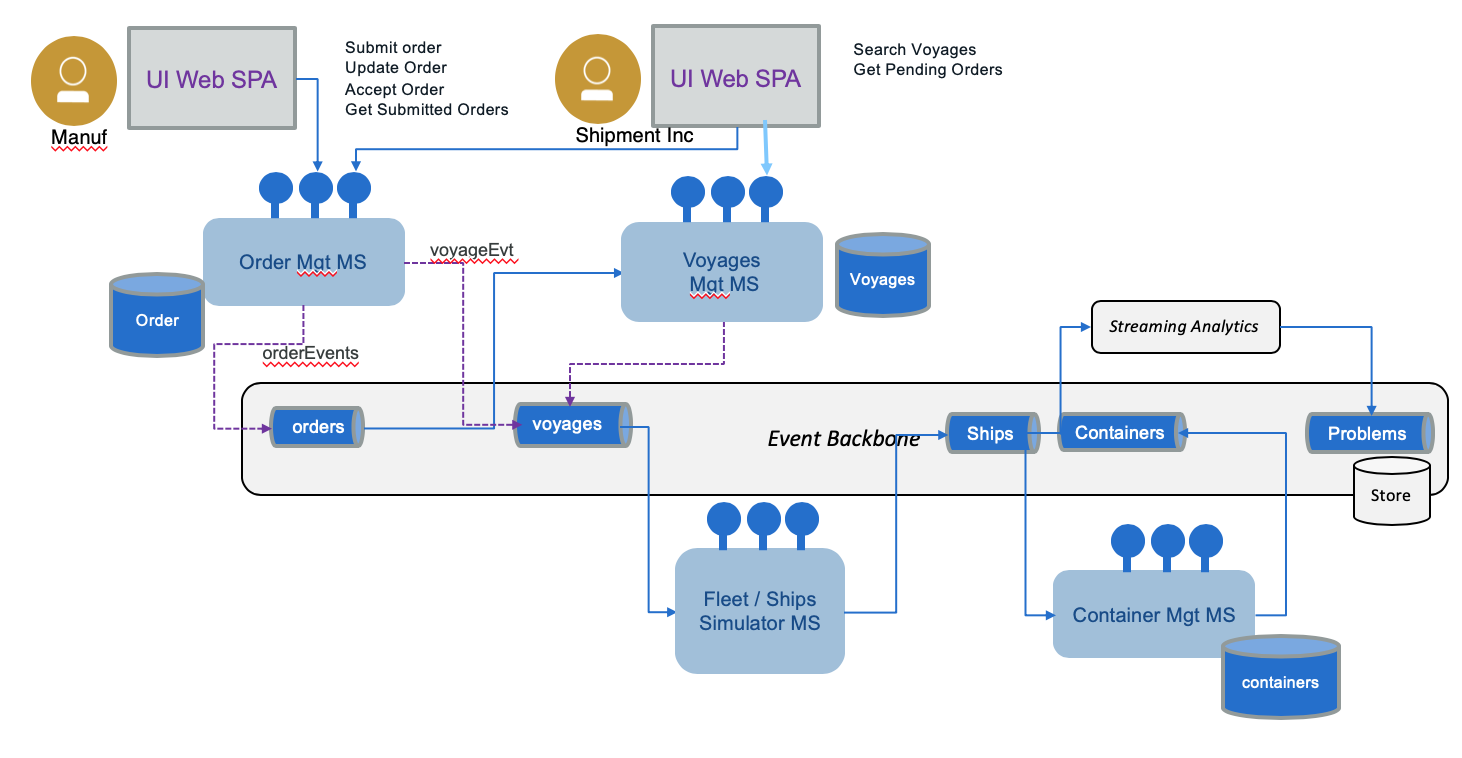 UI Web SPA
Manuf
Submit order
Update Order
Accept Order
Get Submitted Orders
UI Web SPA
Shipment Inc
Search Voyages
Get Pending Orders
Order Mgt MS
Order
voyageEvt
orderEvents
Voyages
Mgt MS
Voyages
Streaming Analytics
orders
voyages
Event Backbone
Ships
Containers
Problems
Store
Fleet / Ships
Simulator MS
Container Mgt MS
containers